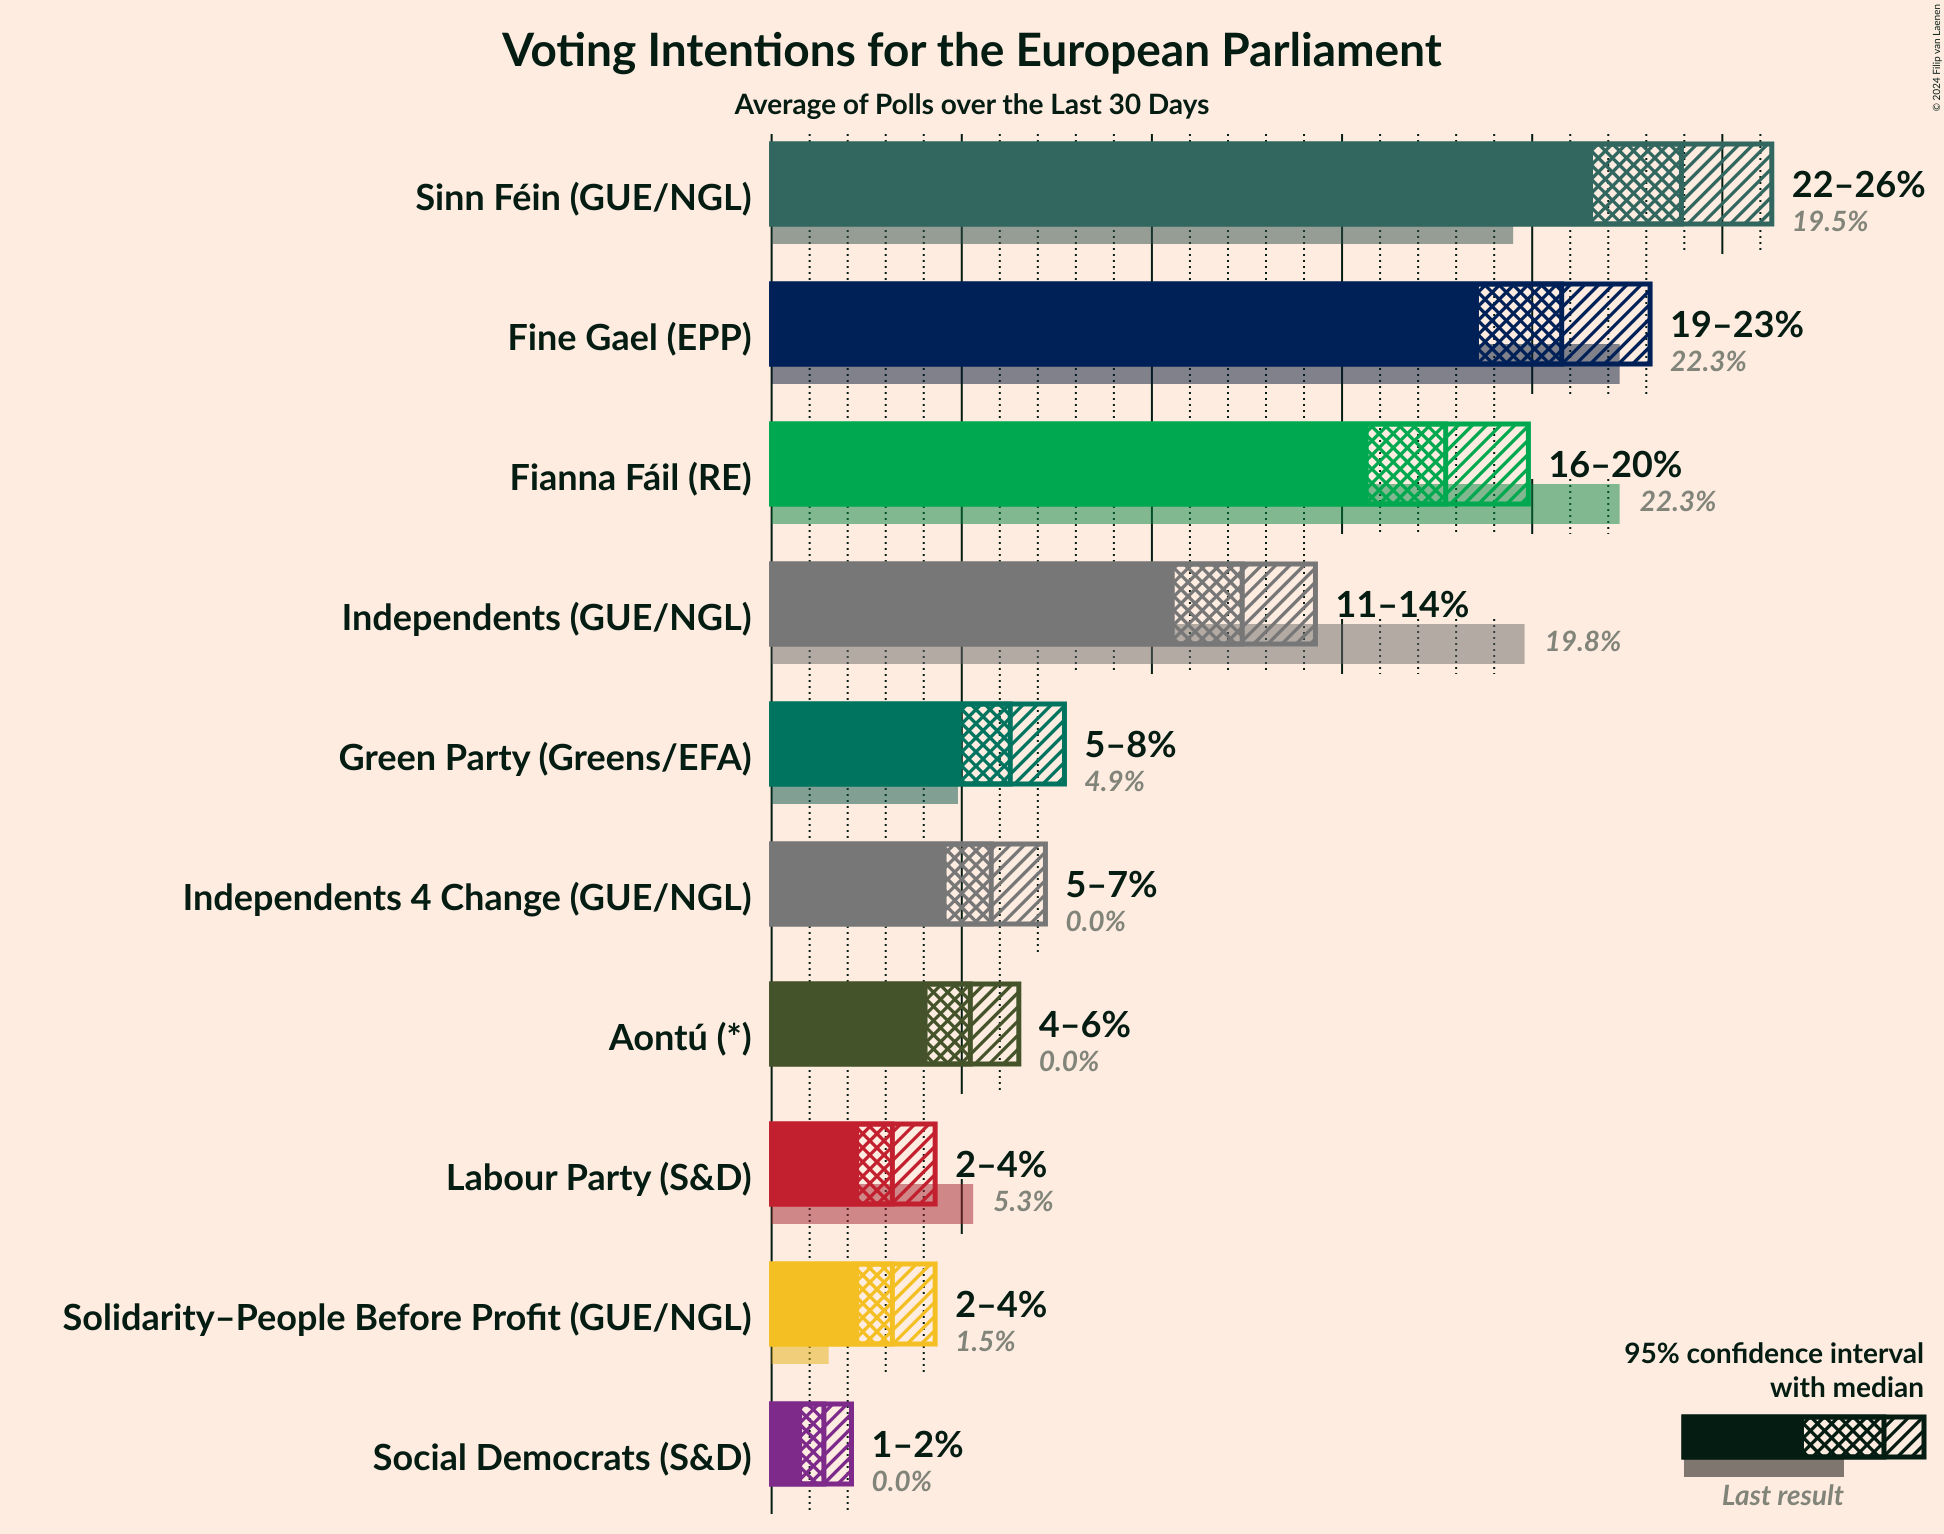 Voting Intentions for the European Parliament
Average of Polls over the Last 30 Days
© 2024 Filip van Laenen
Sinn Féin (GUE/NGL)
22–26%
19.5%
Fine Gael (EPP)
19–23%
22.3%
Fianna Fáil (RE)
16–20%
22.3%
Independents (GUE/NGL)
11–14%
19.8%
Green Party (Greens/EFA)
5–8%
4.9%
Independents 4 Change (GUE/NGL)
5–7%
0.0%
Aontú (*)
4–6%
0.0%
Labour Party (S&D)
2–4%
5.3%
Solidarity–People Before Profit (GUE/NGL)
2–4%
1.5%
Social Democrats (S&D)
1–2%
0.0%
95% confidence interval
with median
Last result